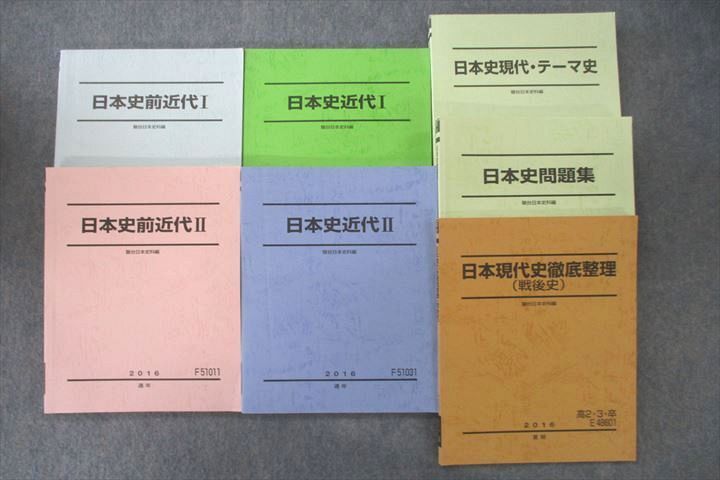 日本史前近代Ⅰ
駿台日本史科編
日本史近代Ⅰ
駿台日本史科編
日本史現代・テーマ史
駿台日本史科編
日本史問題集
駿台日本史科編
日本史前近代Ⅱ
駿台日本史科編
2016
通年
F51011
日本史近代Ⅱ
駿台日本史科編
2016
通年
F51031
日本現代史徹底整理
(戦後史)
駿台日本史科編
高2・3・卒
E48601
2016
夏期